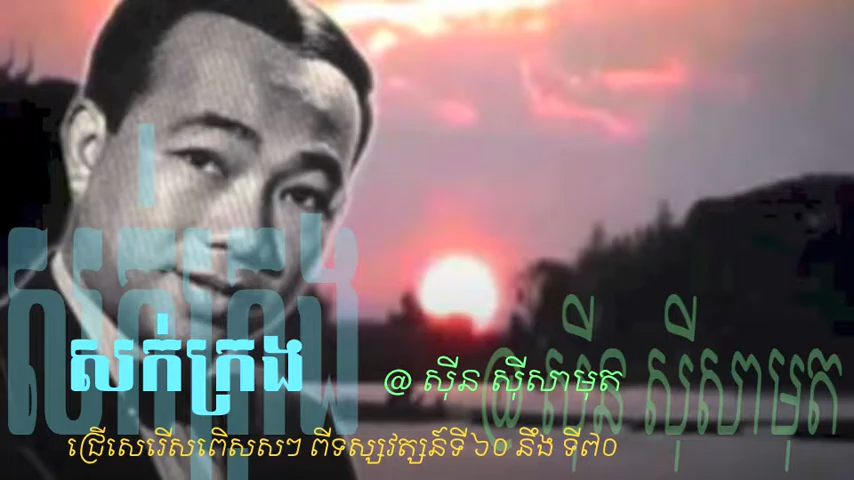 សក់ក្រង
@ ស៊ីន ស៊ីសាមុត
ជ្រើសរើសពិសេសៗ ពីទស្សវត្សន៍ទី ៦០ នឹង ទី៧០